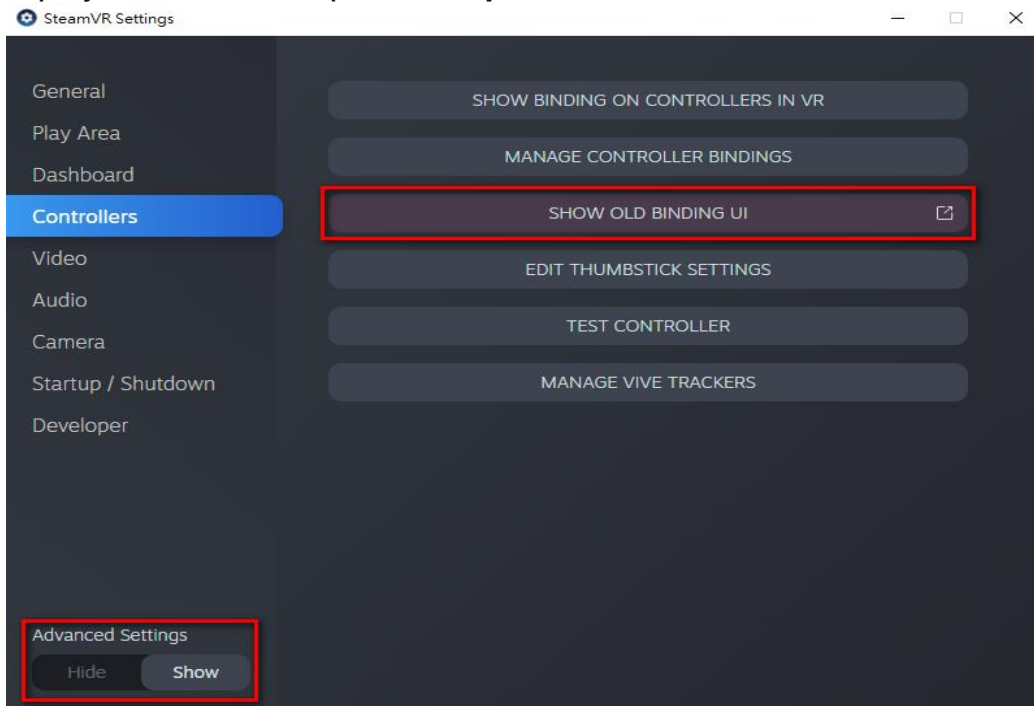 SteamVR Settings
General
Play Area
Dashboard
Controllers
Video
Audio
Camera
Startup / Shutdown
Developer
SHOW BINDING ON CONTROLLERS IN VR
MANAGE CONTROLLER BINDINGS
SHOW OLD BINDING UI
EDIT THUMBSTICK SETTINGS
TEST CONTROLLER
MANAGE VIVE TRACKERS
Advanced Settings
Hide Show